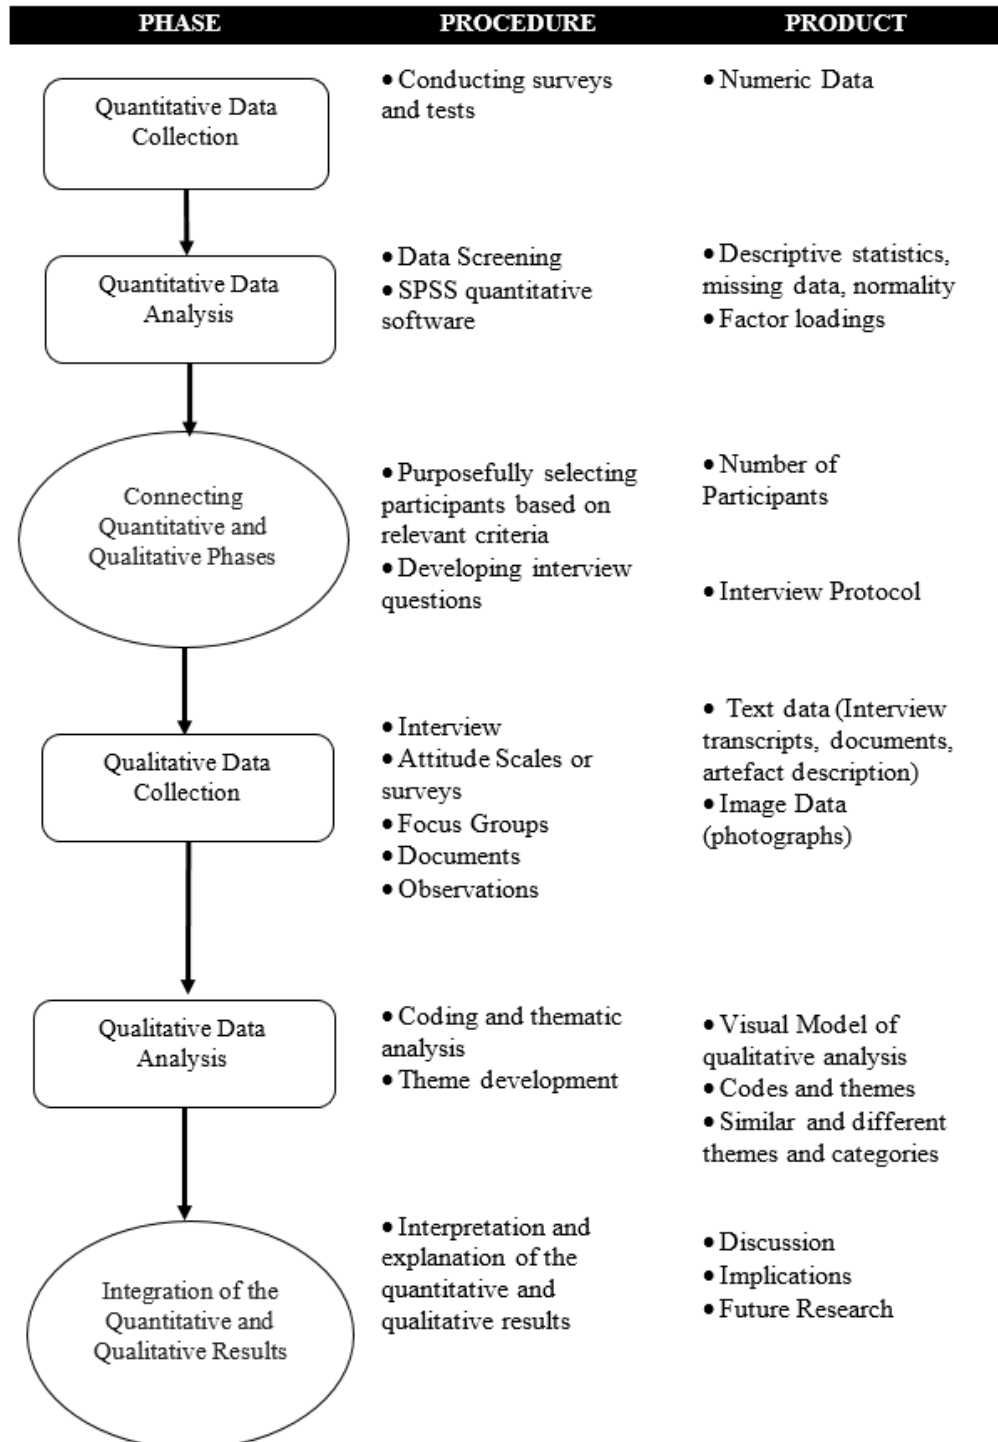 PHASE PROCEDURE PRODUCT
Quantitative Data
Collection
• Conducting surveys
and tests
• Numeric Data
Quantitative Data
Analysis
• Data Screening
• SPSS quantitative
software
• Descriptive statistics,
missing data, normality
• Factor loadings
Connecting
Quantitative and
Qualitative Phases
• Purposefully selecting
participants based on
relevant criteria
• Developing interview
questions
• Number of
Participants
• Interview Protocol
Qualitative Data
Collection
• Interview
• Attitude Scales or
surveys
• Focus Groups
• Documents
• Observations
• Text data (Interview
transcripts, documents,
artefact description)
• Image Data
(photographs)
Qualitative Data
Analysis
• Coding and thematic
analysis
• Theme development
• Visual Model of
qualitative analysis
• Codes and themes
• Similar and different
themes and categories
Integration of the
Quantitative and
Qualitative Results
• Interpretation and
explanation of the
quantitative and
qualitative results
• Discussion
• Implications
• Future Research